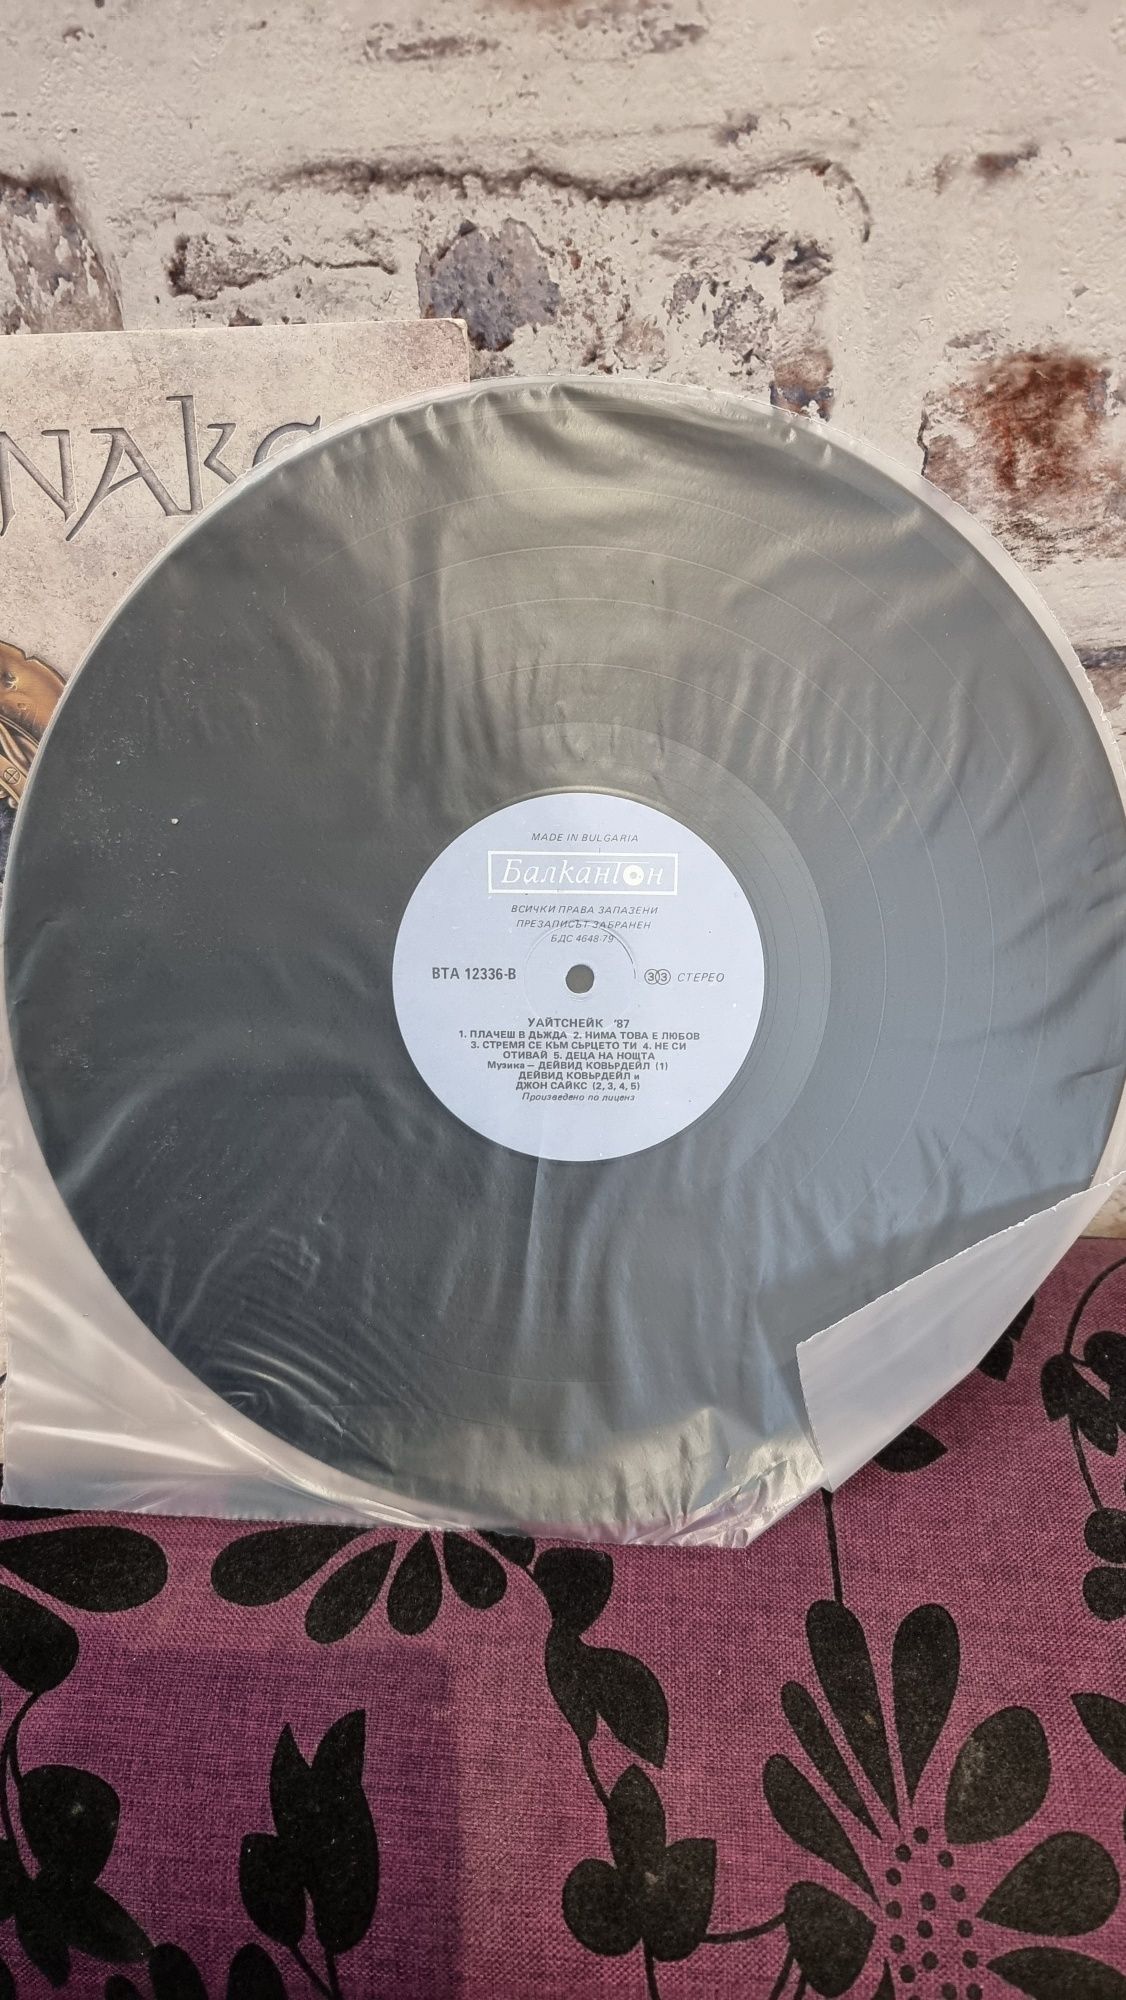 NAKE
MADE IN BULGARIA
Балкантон
ВСИЧКИ ПРАВА ЗАПАЗЕНИ
ПРЕЗАПИСЪТ ЗАБРАНЕН
БДС 4648-79
ВТА 12336-В
33 СТЕРЕО
УАЙТСНЕЙК '87
1. ПЛАЧЕШ В ДЪЖДА 2. НИМА ТОВА Е ЛЮБОВ
3. СТРЕМЯ СЕ КЪМ СЪРЦЕТО ТИ 4. НЕ СИ
ОТИВАЙ 5. ДЕЦА НА НОЩТА
Музика — ДЕЙВИД КОВЪРДЕЙЛ (1)
ДЕЙВИД КОВЪРДЕЙЛ и
ДЖОН САЙКС (2, 3, 4, 5)
Произведено по лиценз